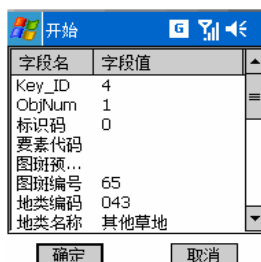 开始 G
字段名 字段值
Key_ID 4
ObjNum 1
标识码 0
要素代码
图斑预...
图斑编号 65
地类编码 043
地类名称 其他草地
确定 取消